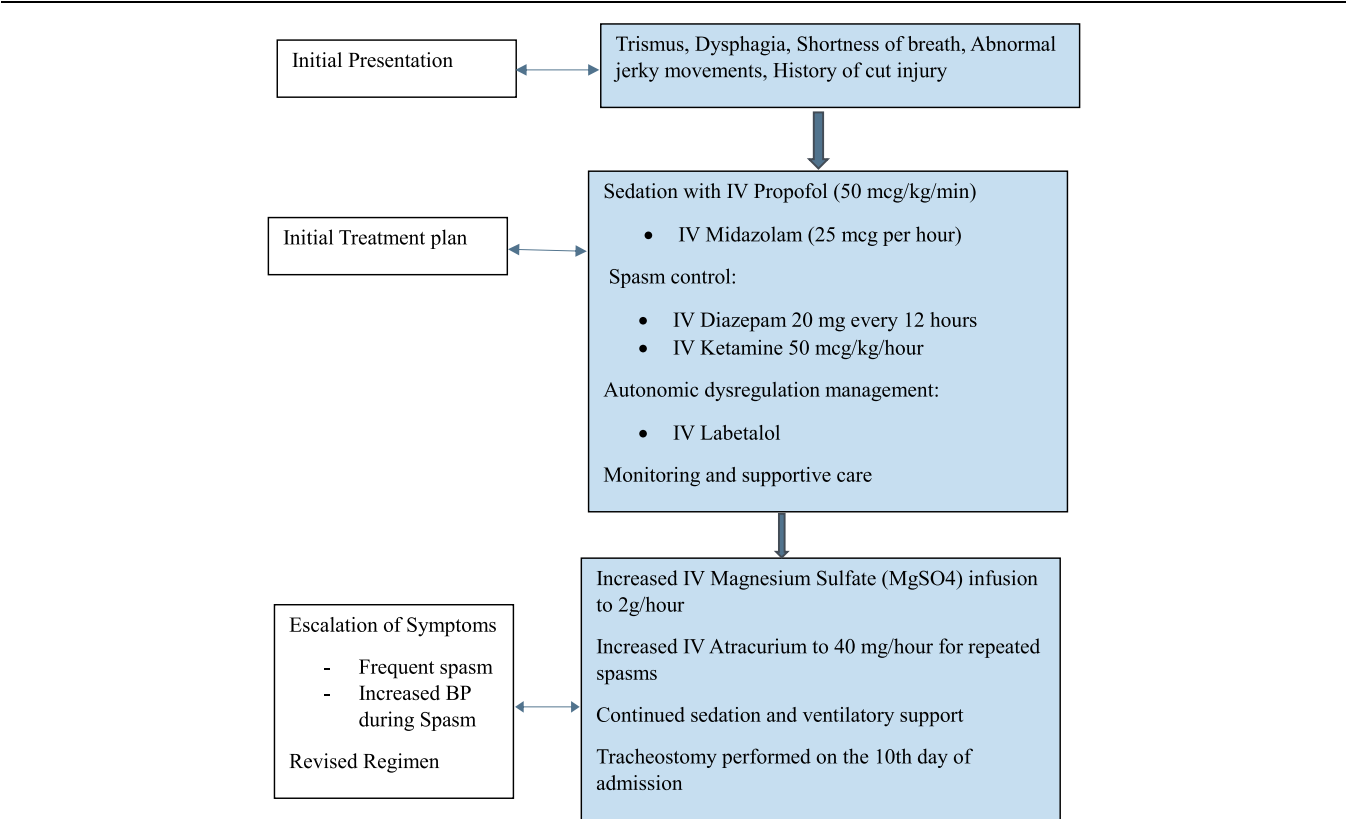 Initial Presentation
Trismus, Dysphagia, Shortness of breath, Abnormal
jerky movements, History of cut injury
Initial Treatment plan
Sedation with IV Propofol (50 mcg/kg/min)
• IV Midazolam (25 mcg per hour)
Spasm control:
• IV Diazepam 20 mg every 12 hours
• IV Ketamine 50 mcg/kg/hour
Autonomic dysregulation management:
• IV Labetalol
Monitoring and supportive care
Escalation of Symptoms
- Frequent spasm
- Increased BP
during Spasm
Revised Regimen
Increased IV Magnesium Sulfate (MgSO4) infusion
to 2g/hour
Increased IV Atracurium to 40 mg/hour for repeated
spasms
Continued sedation and ventilatory support
Tracheostomy performed on the 10th day of
admission